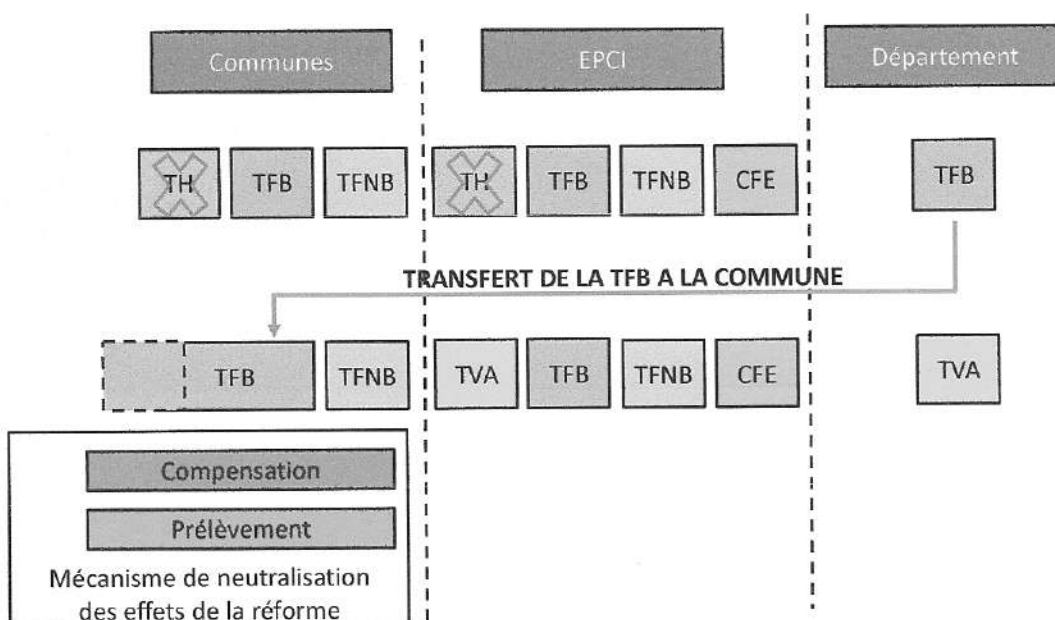 Communes
EPCI
Département
TH TFB TFNB TH TFB TFNB CFE TFB
TRANSFERT DE LA TFB A LA COMMUNE
TFB TFNB TVA TFB TFNB CFE TVA
Compensation
Prélèvement
Mécanisme de neutralisation
des effets de la réforme